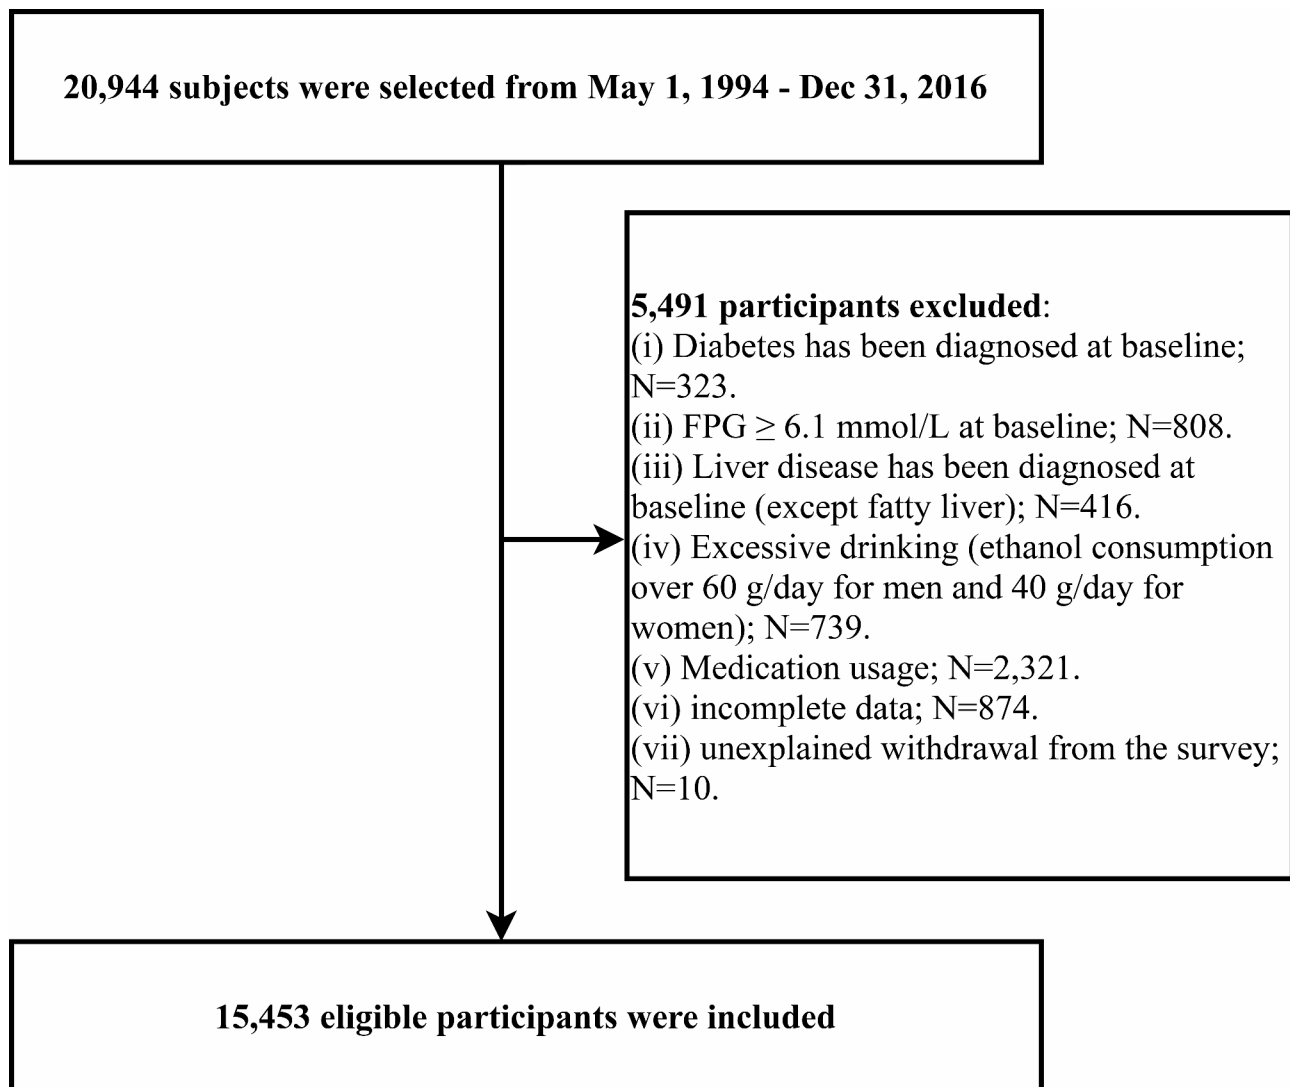 20,944 subjects were selected from May 1, 1994 - Dec 31, 2016
5,491 participants excluded:
(i) Diabetes has been diagnosed at baseline;
N=323.
(ii) FPG ≥ 6.1 mmol/L at baseline; N=808.
(iii) Liver disease has been diagnosed at
baseline (except fatty liver); N=416.
(iv) Excessive drinking (ethanol consumption
over 60 g/day for men and 40 g/day for
women); N=739.
(v) Medication usage; N=2,321.
(vi) incomplete data; N=874.
(vii) unexplained withdrawal from the survey;
N=10.
15,453 eligible participants were included